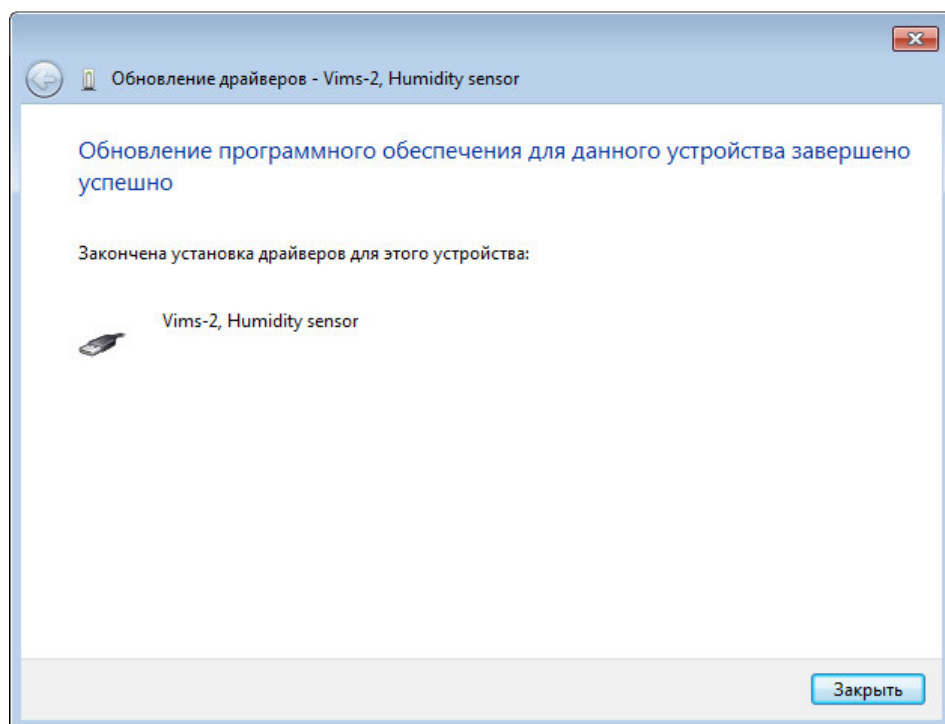 Обновление драйверов - Vims-2, Humidity sensor
Обновление программного обеспечения для данного устройства завершено
успешно
Закончена установка драйверов для этого устройства:
Vims-2, Humidity sensor
Закрыть